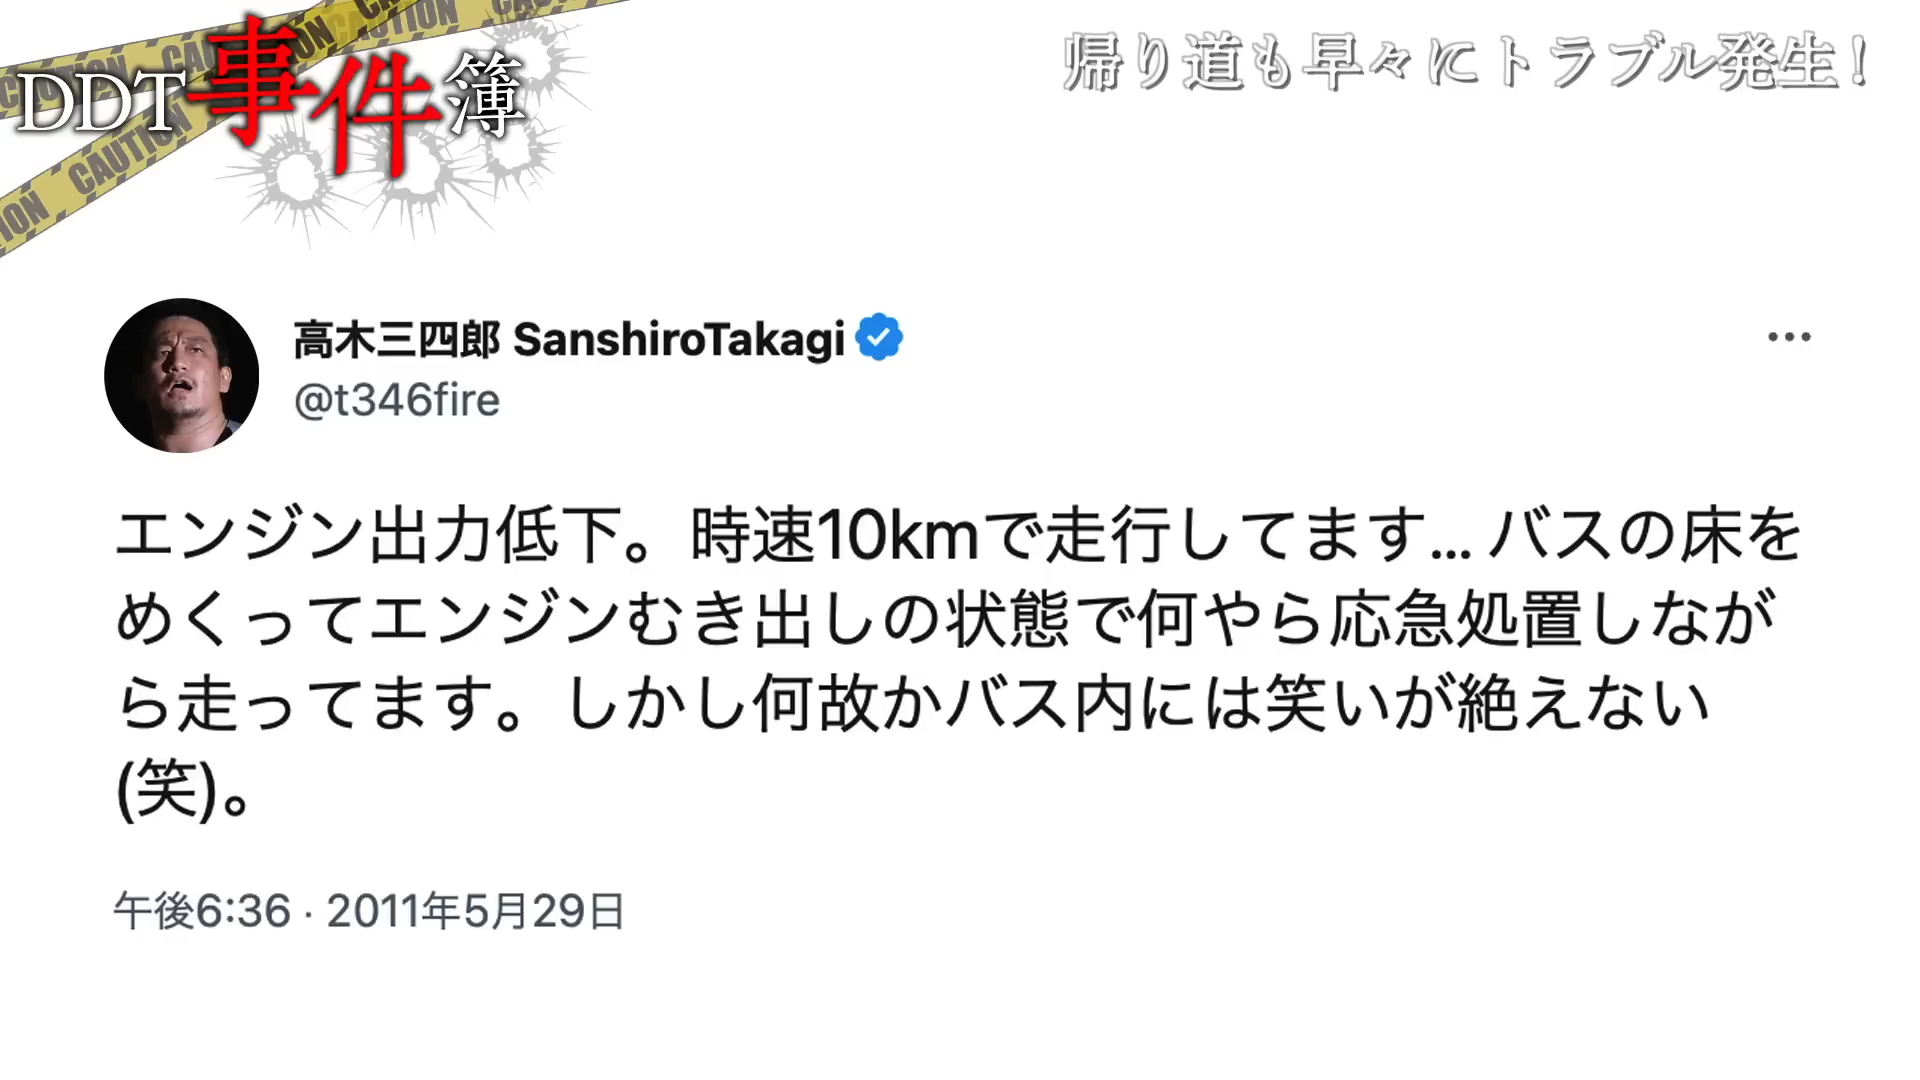 DDT事件簿
帰り道も早々にトラブル発生!
CAUTION
CAUTION
高木三四郎 SanshiroTakagi
@t346fire
エンジン出力低下。時速10kmで走行してます... バスの床を
めくってエンジンむき出しの状態で何やら応急処置しなが
ら走ってます。しかし何故かバス内には笑いが絶えない
(笑)。
午後6:36 · 2011年5月29日